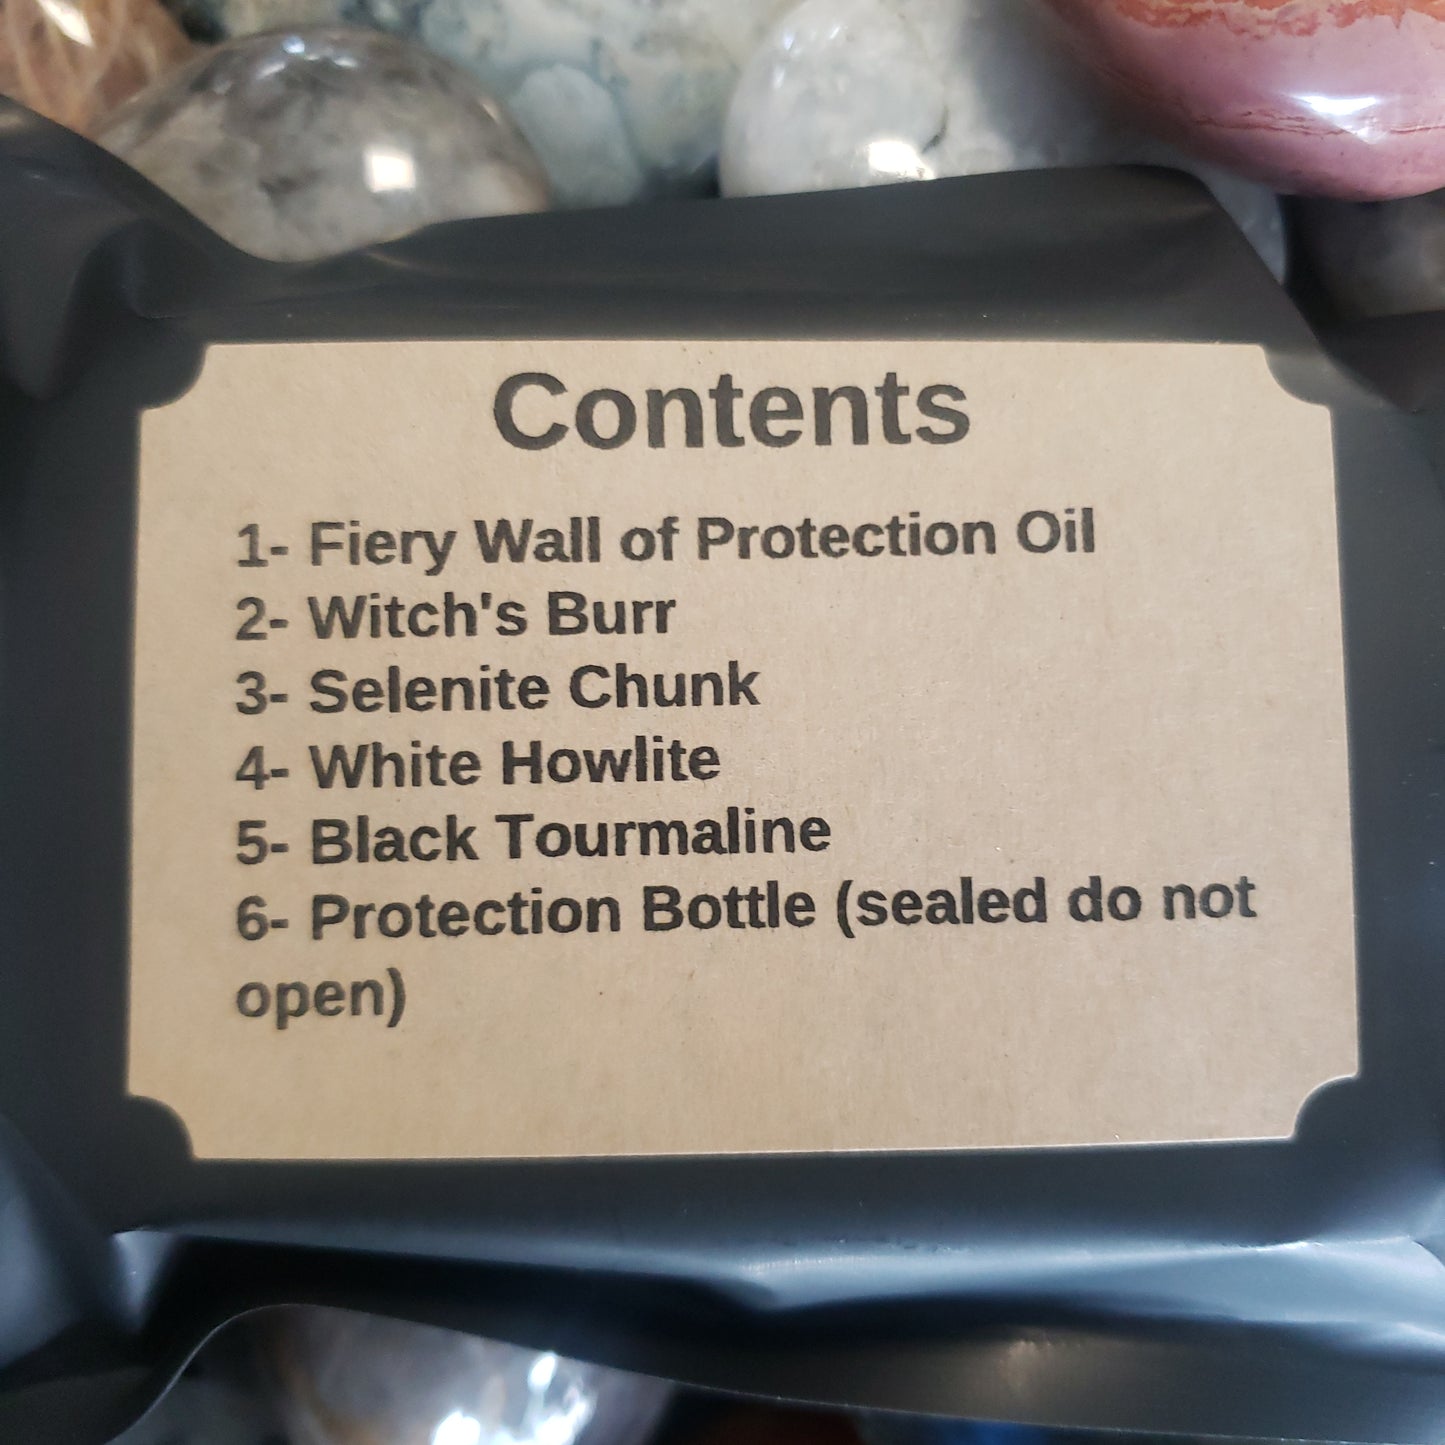 Contents
1- Fiery Wall of Protection Oil
2- Witch's Burr
3- Selenite Chunk
4- White Howlite
5- Black Tourmaline
6- Protection Bottle (sealed do not
open)